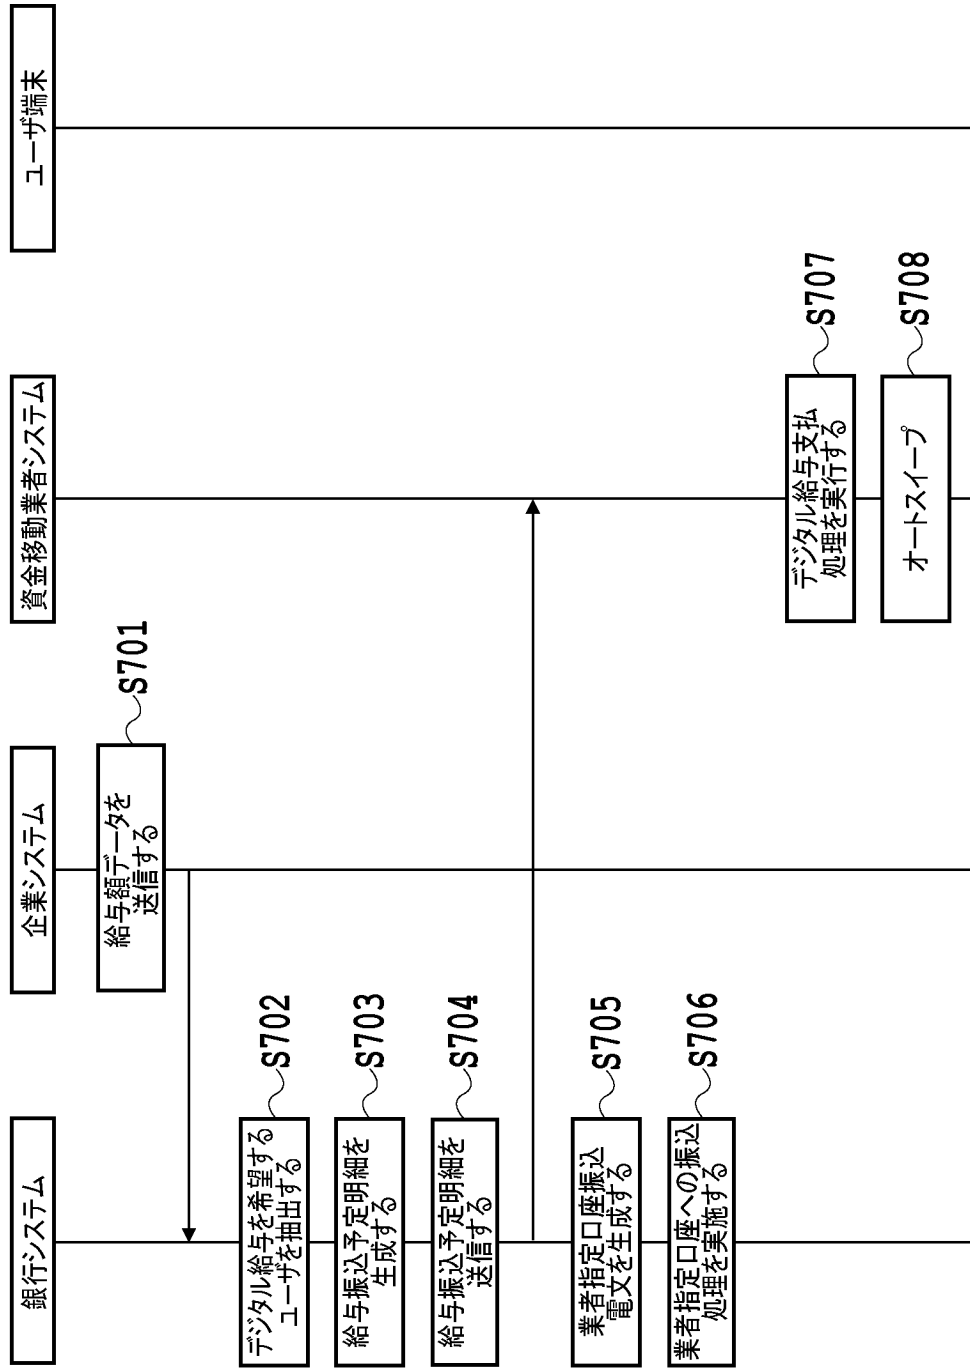 銀行システム
企業システム
資金移動業者システム
ユーザ端末
給与額データを
送信する
S701
デジタル給与を希望する
ユーザを抽出する
S702
給与振込予定明細を
生成する
S703
給与振込予定明細を
送信する
S704
業者指定口座振込
電文を生成する
S705
業者指定口座への振込
処理を実施する
S706
デジタル給与支払
処理を実行する
S707
オートスイープ
S708